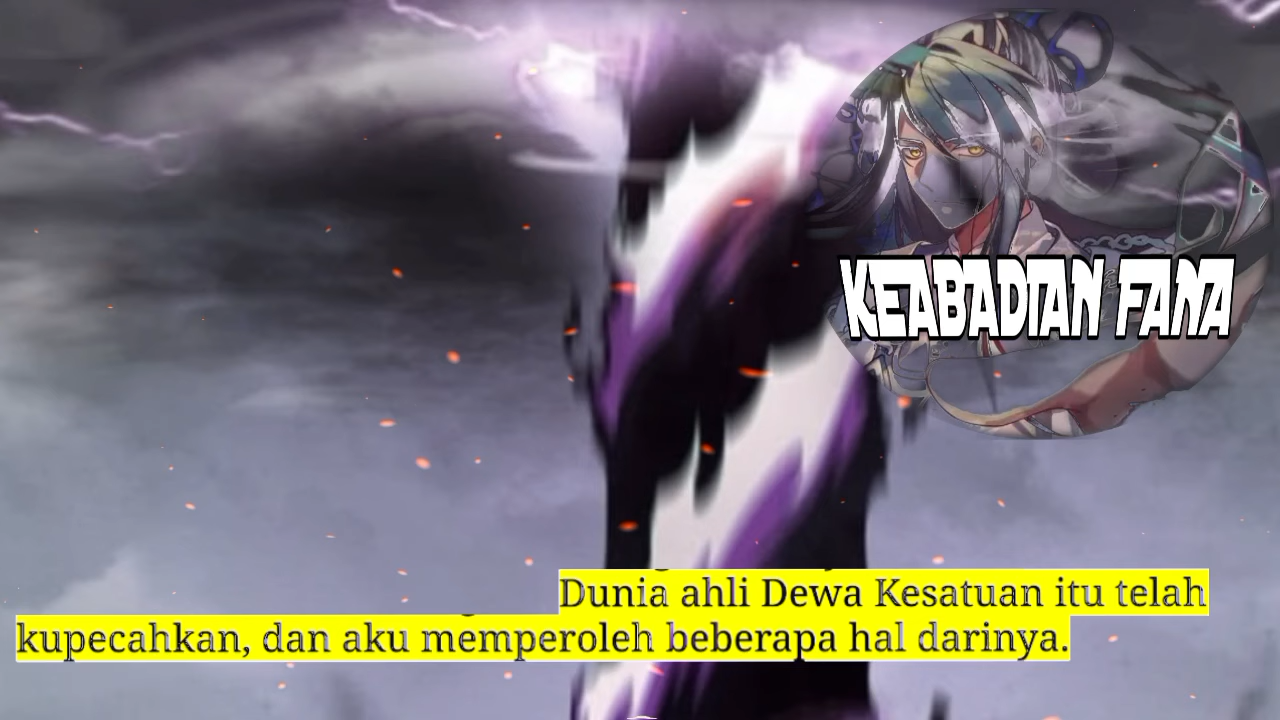 KEABADIAN FANA
Dunia ahli Dewa Kesatuan itu telah
kupecahkan, dan aku memperoleh beberapa hal darinya.